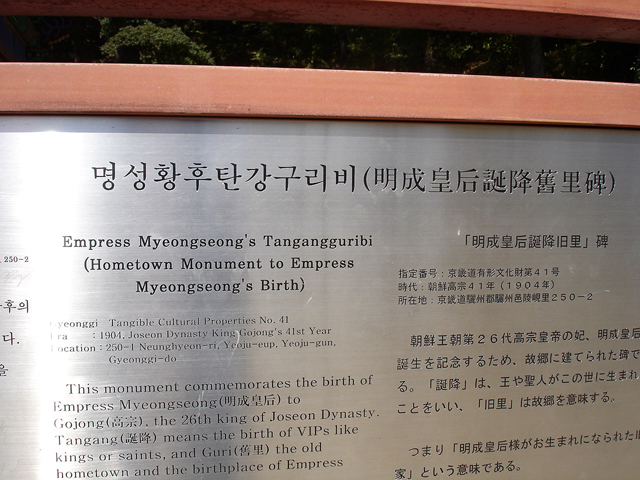 명성황후탄강구리비(明成皇后誕降舊里碑)
250-2
후의
다.
을
Empress Myeongseong's Tangangguribi
(Hometown Monument to Empress
Myeongseong's Birth)
Gyeonggi Tangible Cultural Properties No. 41
Era : 1904, Joseon Dynasty King Gojong's 41st Year
Location : 250-1 Neunghyeon-ri, Yeoju-eup, Yeoju-gun,
Gyeonggi-do
This monument commemorates the birth of
Empress Myeongseong(明成皇后) to
Gojong(高宗), the 26th king of Joseon Dynasty.
Tangang(誕降) means the birth of VIPs like
kings or saints, and Guri(舊里) the old
hometown and the birthplace of Empress
「明成皇后誕降旧里」碑
指定番号：京畿道有形文化財第41号
時代：朝鮮高宗41年（1904年）
所在地：京畿道驪州郡驪州邑陵峴里250-2
朝鮮王朝第26代高宗皇帝の妃、明成皇后
誕生を記念するため、故郷に建てられた碑で
る。「誕降」は、王や聖人がこの世に生まれ
ことをいい、「旧里」は故郷を意味する。
つまり「明成皇后様がお生まれになられた旧
家」という意味である。